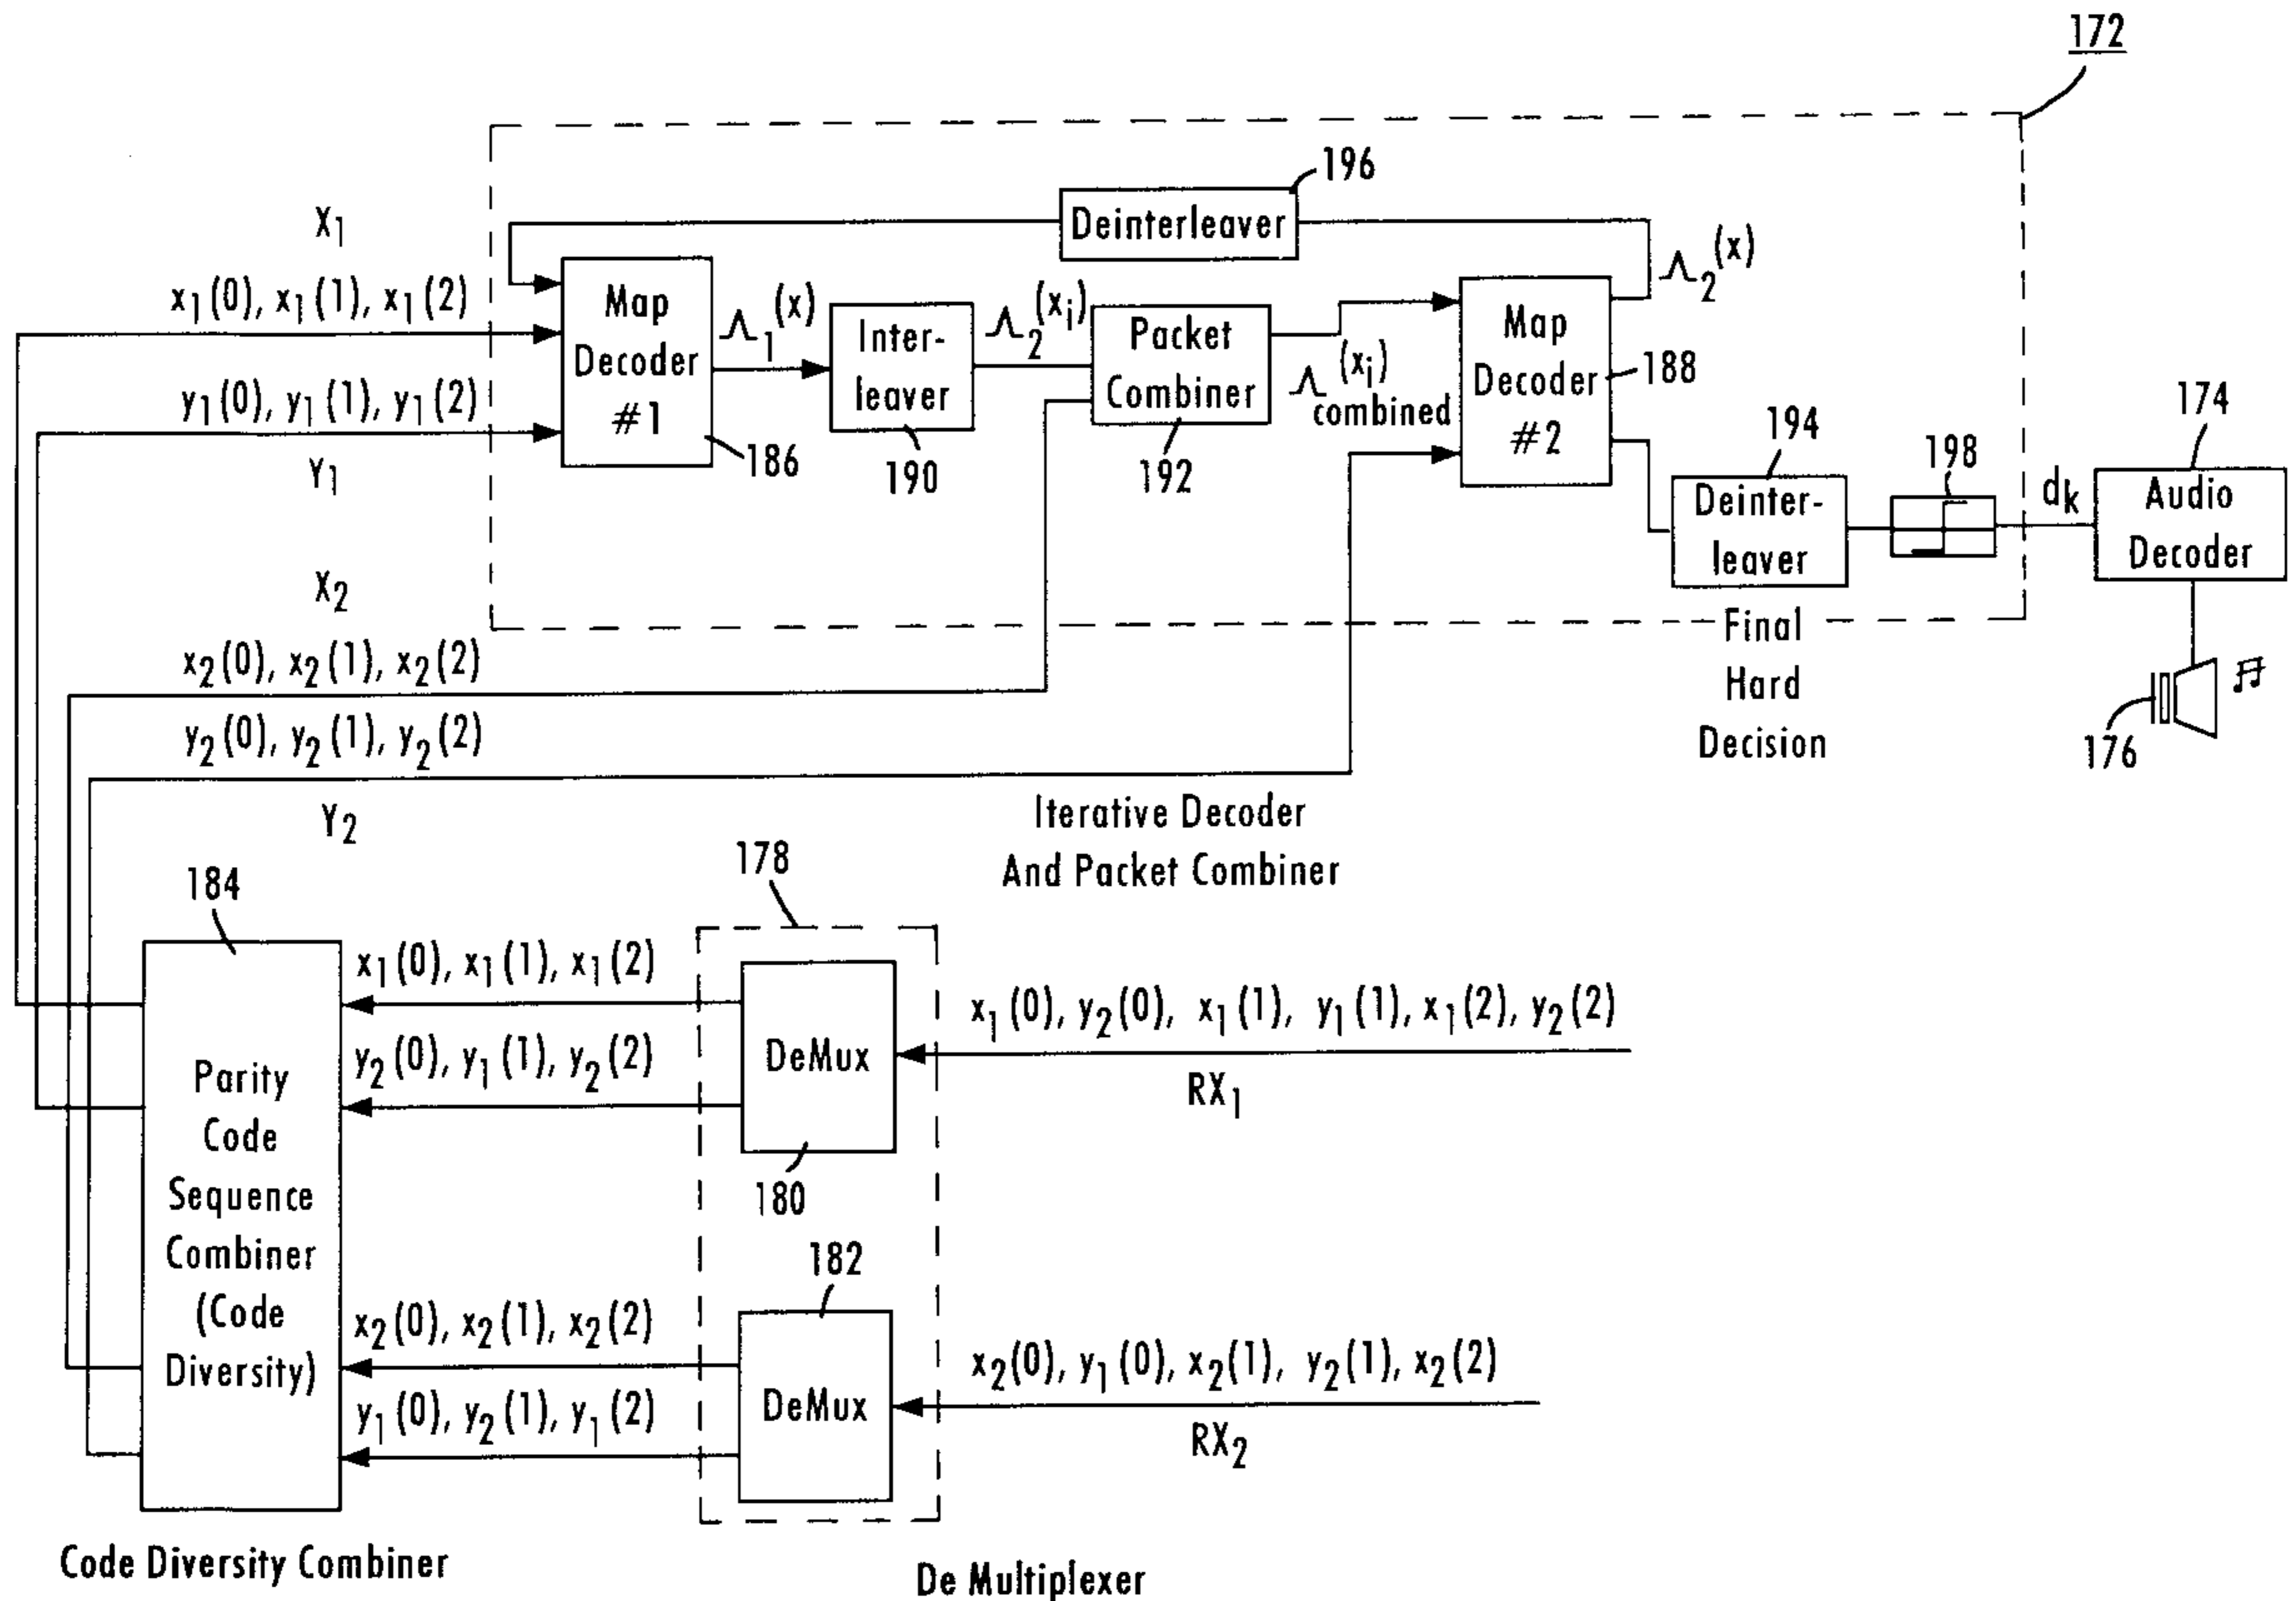 172
196
Deinterleaver
X1
x1(0), x1(1), x1(2)
Map
Decoder
#1
186
Λ1(x)
Inter-
leaver
190
Λ2(xi)
Packet
Combiner
192
Λcombined(xi)
Map
Decoder
#2
188
Λ2(x)
y1(0), y1(1), y1(2)
Y1
194
Deinter-
leaver
198
dk
174
Audio
Decoder
176
Final
Hard
Decision
X2
x2(0), x2(1), x2(2)
y2(0), y2(1), y2(2)
Y2
Iterative Decoder
And Packet Combiner
184
Parity
Code
Sequence
Combiner
(Code
Diversity)
178
x1(0), x1(1), x1(2)
y2(0), y1(1), y2(2)
DeMux
180
x1(0), y2(0), x1(1), y1(1), x1(2), y2(2)
RX1
182
x2(0), x2(1), x2(2)
y1(0), y2(1), y1(2)
DeMux
x2(0), y1(0), x2(1), y2(1), x2(2)
RX2
Code Diversity Combiner
De Multiplexer